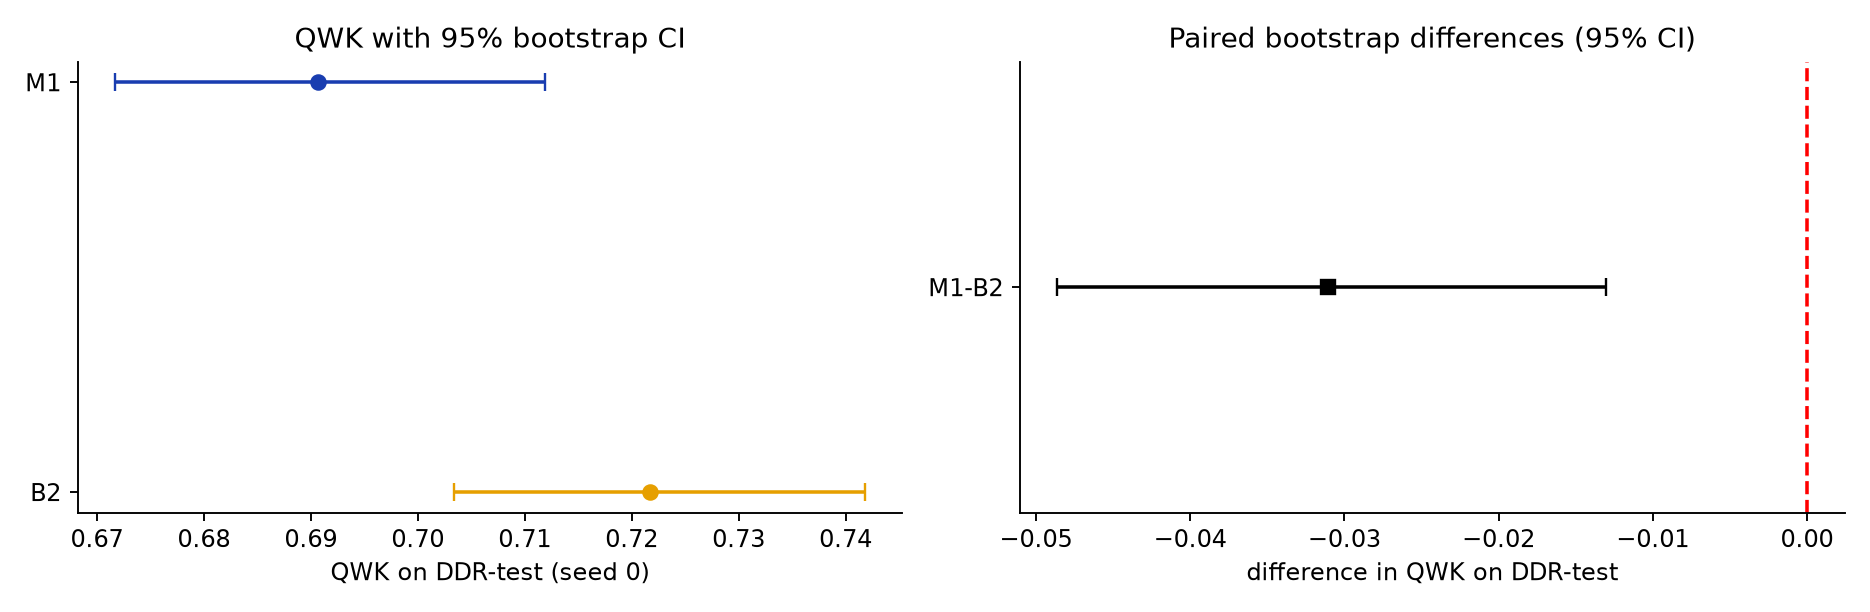 QWK with 95% bootstrap CI
M1
B2
0.67 0.68 0.69 0.70 0.71 0.72 0.73 0.74
QWK on DDR-test (seed 0)
Paired bootstrap differences (95% CI)
M1-B2
−0.05 −0.04 −0.03 −0.02 −0.01 0.00
difference in QWK on DDR-test